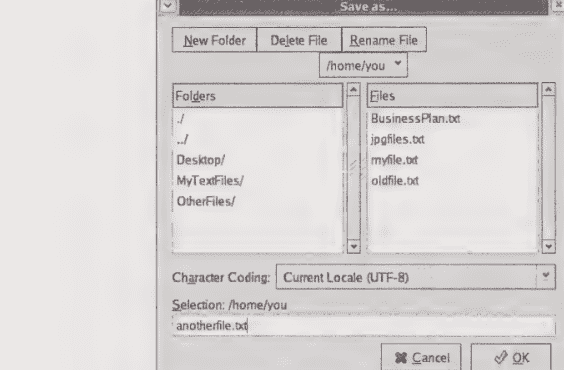 Save as...
New Folder Delete File Rename File
/home/you
Folders
./
../
Desktop/
MyTextFiles/
OtherFiles/
Files
BusinessPlan.txt
jpgfiles.txt
myfile.txt
oldfile.txt
Character Coding: Current Locale (UTF-8)
Selection: /home/you
anotherfile.txt
Cancel OK